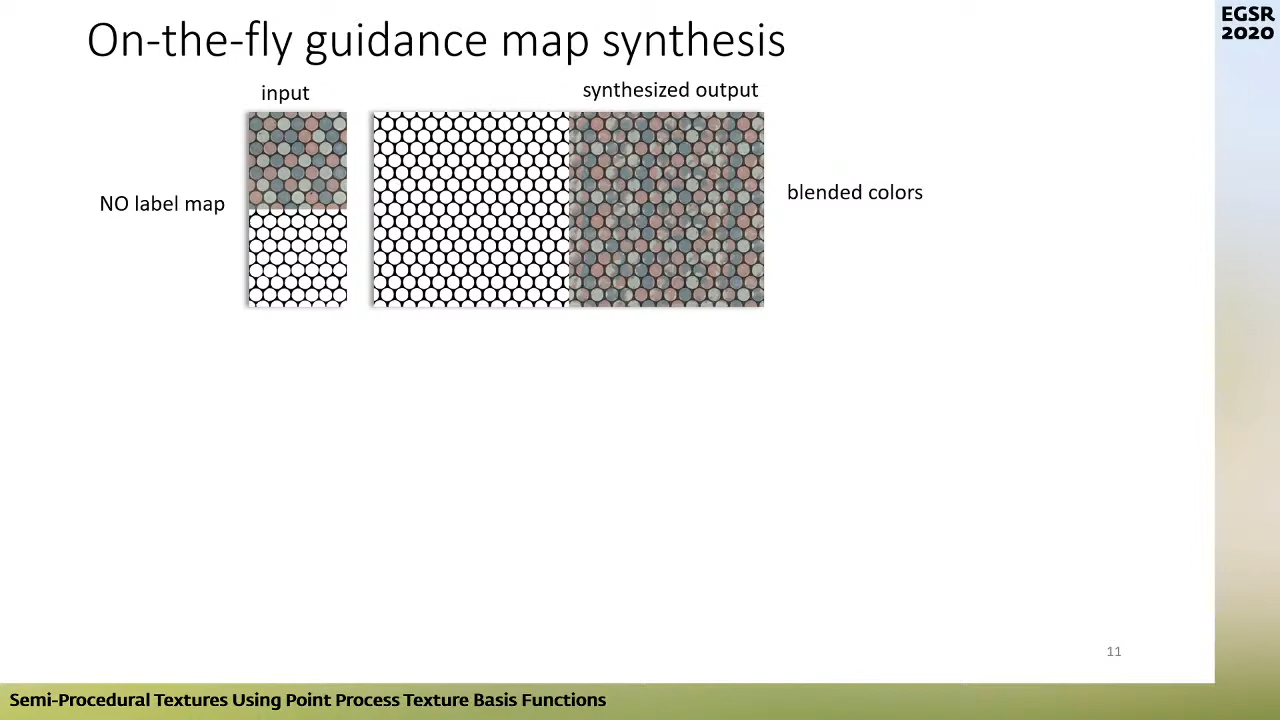 On-the-fly guidance map synthesis
EGSR
2020
input
synthesized output
NO label map
blended colors
11
Semi-Procedural Textures Using Point Process Texture Basis Functions